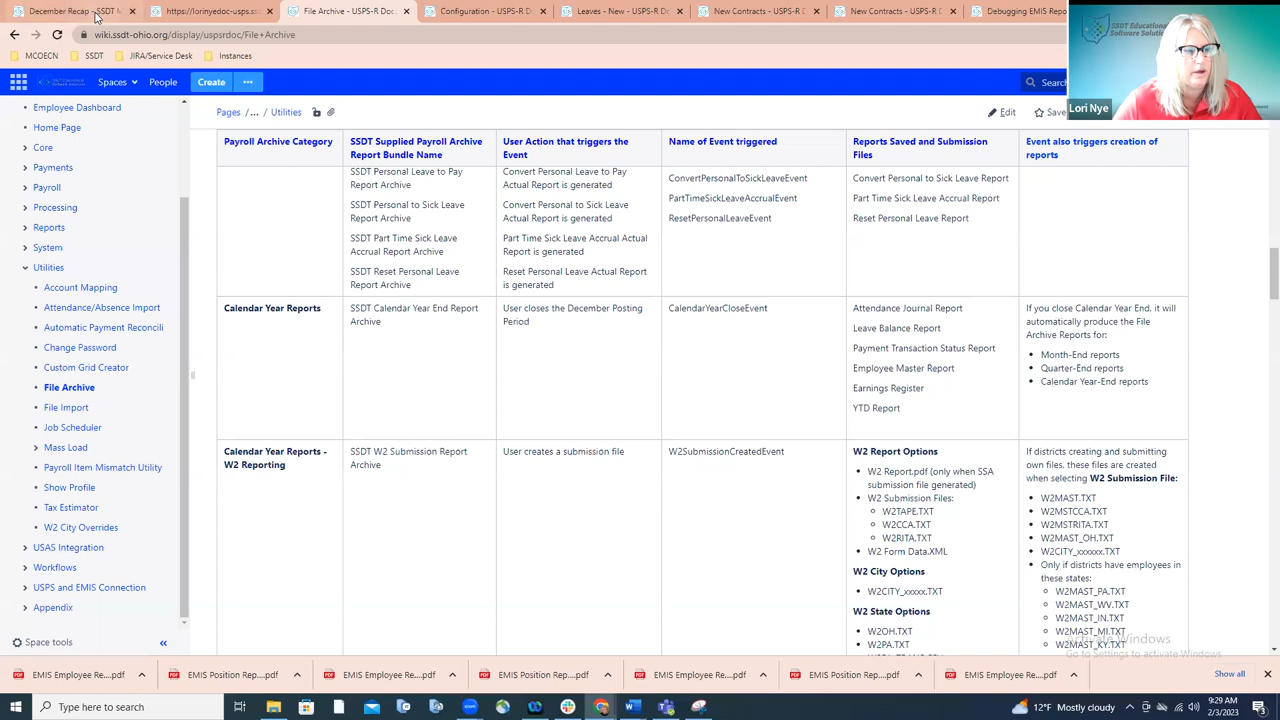 December Recap - SSDT M
https://horisonyedoc-usps.ssdt-
File Archive - USPS-R Doc
Configuration - USPS-R Doc
Leaves - New - USPS-R Do
New Contracts - USPS-R D
New Contracts - USPS-R D
Debugging EMIS Repo
wiki.ssdt-ohio.org/display/uspsrdoc/File+Archive
MCOECN
SSDT
JIRA/Service Desk
Instances
SSDT Educational
Software Solutions
Lori Nye
Spaces
People
Create
Search
Pages /... / Utilities
Edit
Save
Employee Dashboard
Home Page
Core
Payments
Payroll
Processing
Reports
System
Utilities
Account Mapping
Attendance/Absence Import
Automatic Payment Reconcili
Change Password
Custom Grid Creator
File Archive
File Import
Job Scheduler
Mass Load
Payroll Item Mismatch Utility
Show Profile
Tax Estimator
W2 City Overrides
USAS Integration
Workflows
USPS and EMIS Connection
Appendix
Space tools
Payroll Archive Category
SSDT Supplied Payroll Archive
Report Bundle Name
User Action that triggers the
Event
Name of Event triggered
Reports Saved and Submission
Files
Event also triggers creation of
reports
SSDT Personal Leave to Pay
Report Archive
SSDT Personal to Sick Leave
Report Archive
SSDT Part Time Sick Leave
Accrual Report Archive
SSDT Reset Personal Leave
Report Archive
Convert Personal Leave to Pay
Actual Report is generated
Convert Personal to Sick Leave
Actual Report is generated
Part Time Sick Leave Accrual Actual
Report is generated
Reset Personal Leave Actual Report
is generated
ConvertPersonalToSickLeaveEvent
PartTimeSickLeaveAccrualEvent
ResetPersonalLeaveEvent
Convert Personal to Sick Leave Report
Part Time Sick Leave Accrual Report
Reset Personal Leave Report
Calendar Year Reports
SSDT Calendar Year End Report
Archive
User closes the December Posting
Period
CalendarYearCloseEvent
Attendance Journal Report
Leave Balance Report
Payment Transaction Status Report
Employee Master Report
Earnings Register
YTD Report
If you close Calendar Year End, it will
automatically produce the File
Archive Reports for:
Month-End reports
Quarter-End reports
Calendar Year-End reports
Calendar Year Reports -
W2 Reporting
SSDT W2 Submission Report
Archive
User creates a submission file
W2SubmissionCreatedEvent
W2 Report Options
W2 Report.pdf (only when SSA
submission file generated)
W2 Submission Files:
W2TAPE.TXT
W2CCA.TXT
W2RITA.TXT
W2 Form Data.XML
W2 City Options
W2CITY_xxxxx.TXT
W2 State Options
W2OH.TXT
W2PA.TXT
If districts creating and submitting
own files, these files are created
when selecting W2 Submission File:
W2MAST.TXT
W2MSTCCA.TXT
W2MSTRITA.TXT
W2MAST_OH.TXT
W2CITY_xxxxxx.TXT
Only if districts have employees in
these states:
W2MAST_PA.TXT
W2MAST_WV.TXT
W2MAST_IN.TXT
W2MAST_MI.TXT
W2MAST_KY.TXT
Activate Windows
Go to Settings to activate Windows.
EMIS Employee Re....pdf
EMIS Position Rep....pdf
EMIS Employee Re....pdf
EMIS Position Rep....pdf
EMIS Employee Re....pdf
EMIS Position Rep....pdf
EMIS Employee Re....pdf
Show all
Type here to search
12°F Mostly sunny
9:29 AM
2/3/2023